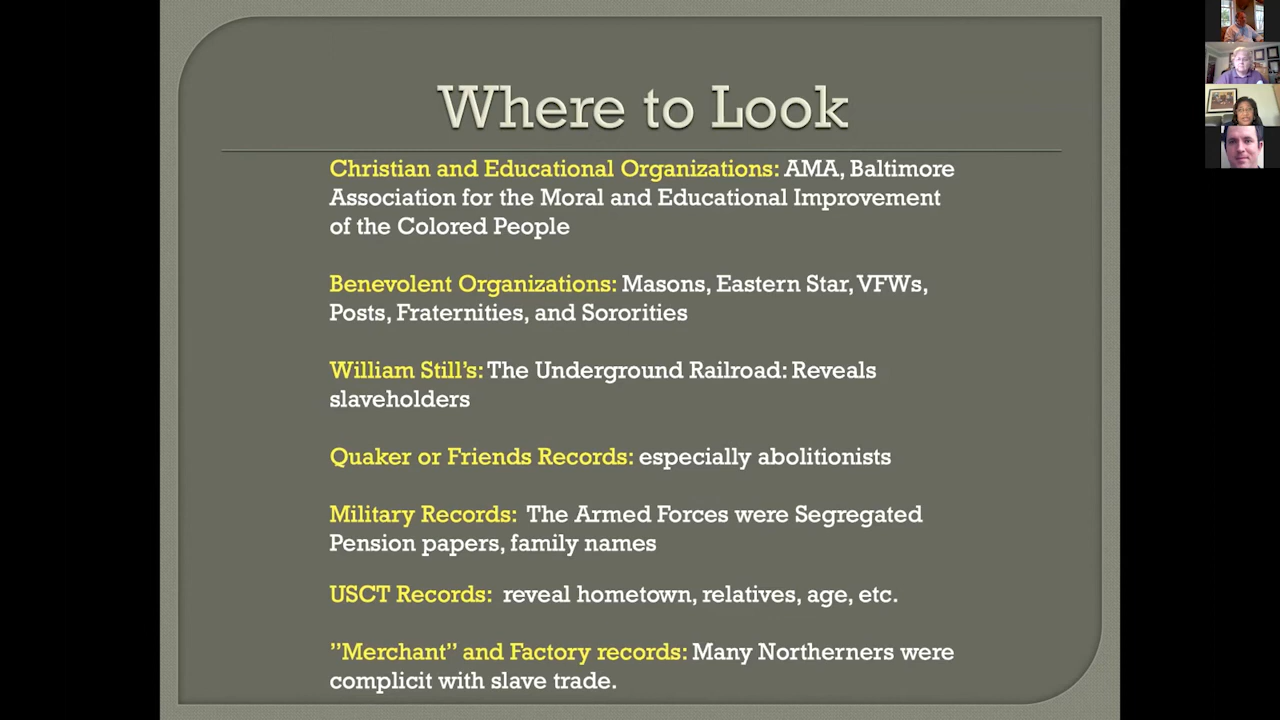 Where to Look
Christian and Educational Organizations: AMA, Baltimore
Association for the Moral and Educational Improvement
of the Colored People
Benevolent Organizations: Masons, Eastern Star, VFWs,
Posts, Fraternities, and Sororities
William Still’s: The Underground Railroad: Reveals
slaveholders
Quaker or Friends Records: especially abolitionists
Military Records: The Armed Forces were Segregated
Pension papers, family names
USCT Records: reveal hometown, relatives, age, etc.
”Merchant” and Factory records: Many Northerners were
complicit with slave trade.